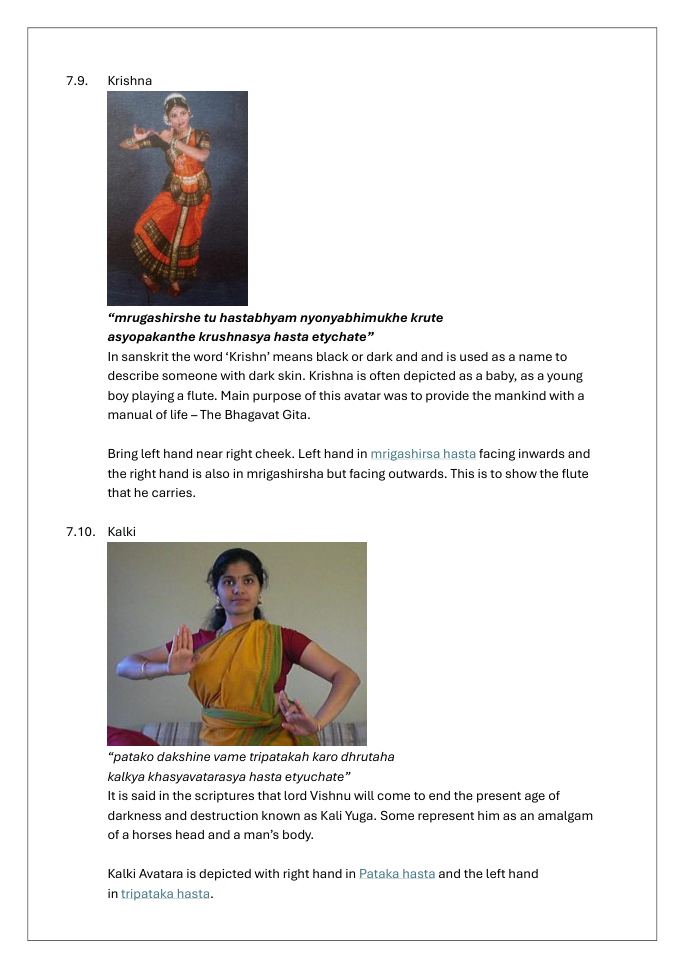 7.9. Krishna
“mrugashirshe tu hastabhyam nyonyabhimukhe krute
asyopakanthe krushnasya hasta etychate”
In sanskrit the word ‘Krishn’ means black or dark and and is used as a name to
describe someone with dark skin. Krishna is often depicted as a baby, as a young
boy playing a flute. Main purpose of this avatar was to provide the mankind with a
manual of life – The Bhagavat Gita.
Bring left hand near right cheek. Left hand in mrigashirsa hasta facing inwards and
the right hand is also in mrigashirsha but facing outwards. This is to show the flute
that he carries.
7.10. Kalki
“patako dakshine vame tripatakah karo dhrutaha
kalkya khasyavatarasya hasta etyuchate”
It is said in the scriptures that lord Vishnu will come to end the present age of
darkness and destruction known as Kali Yuga. Some represent him as an amalgam
of a horses head and a man’s body.
Kalki Avatara is depicted with right hand in Pataka hasta and the left hand
in tripataka hasta.